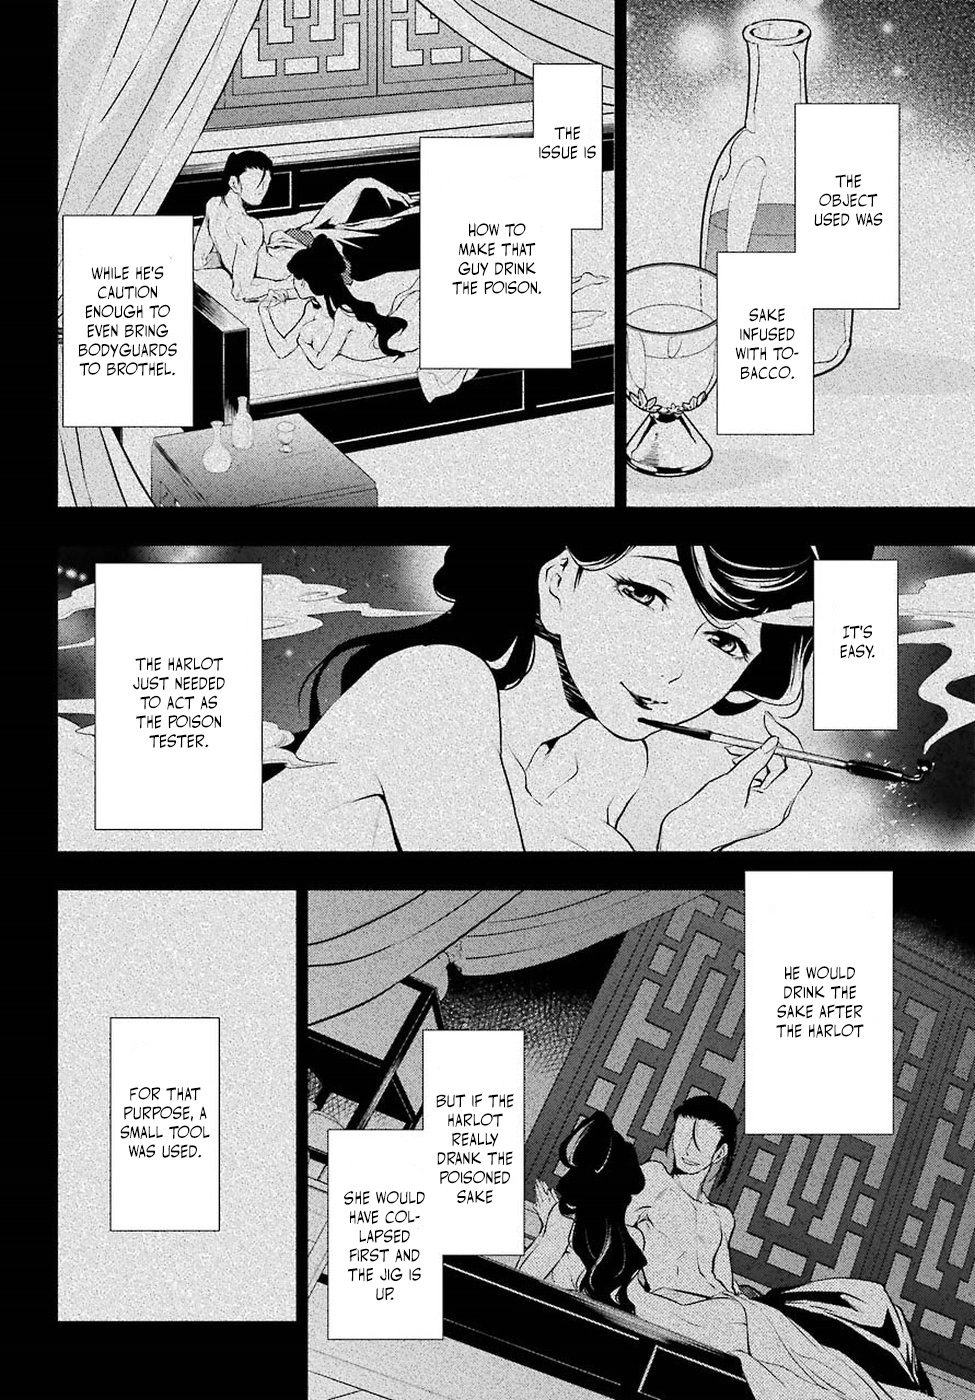 THE
OBJECT
USED WAS
SAKE
INFUSED
WITH TO-
BACCO.
THE
ISSUE IS
HOW TO
MAKE THAT
GUY DRINK
THE POISON.
WHILE HE'S
CAUTION
ENOUGH TO
EVEN BRING
BODYGUARDS
TO BROTHEL.
IT'S
EASY.
THE HARLOT
JUST NEEDED
TO ACT AS
THE POISON
TESTER.
HE WOULD
DRINK THE
SAKE AFTER
THE HARLOT
BUT IF THE
HARLOT
REALLY
DRANK THE
POISONED
SAKE
SHE WOULD
HAVE COL-
LAPSED
FIRST AND
THE JIG IS
UP.
FOR THAT
PURPOSE, A
SMALL TOOL
WAS USED.